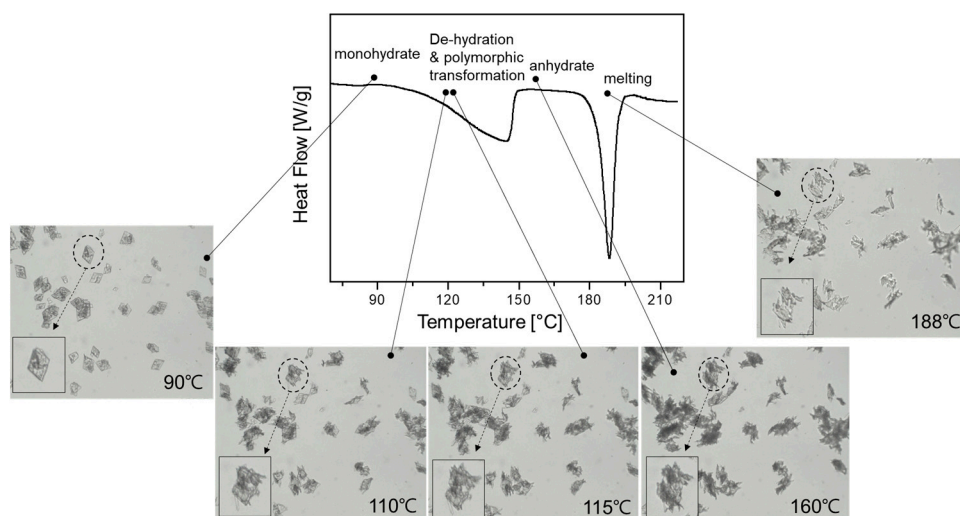 monohydrate
De-hydration
& polymorphic
transformation
anhydrate
melting
Heat Flow [W/g]
90 120 150 180 210
Temperature [°C]
90℃
110℃
115℃
160℃
188℃